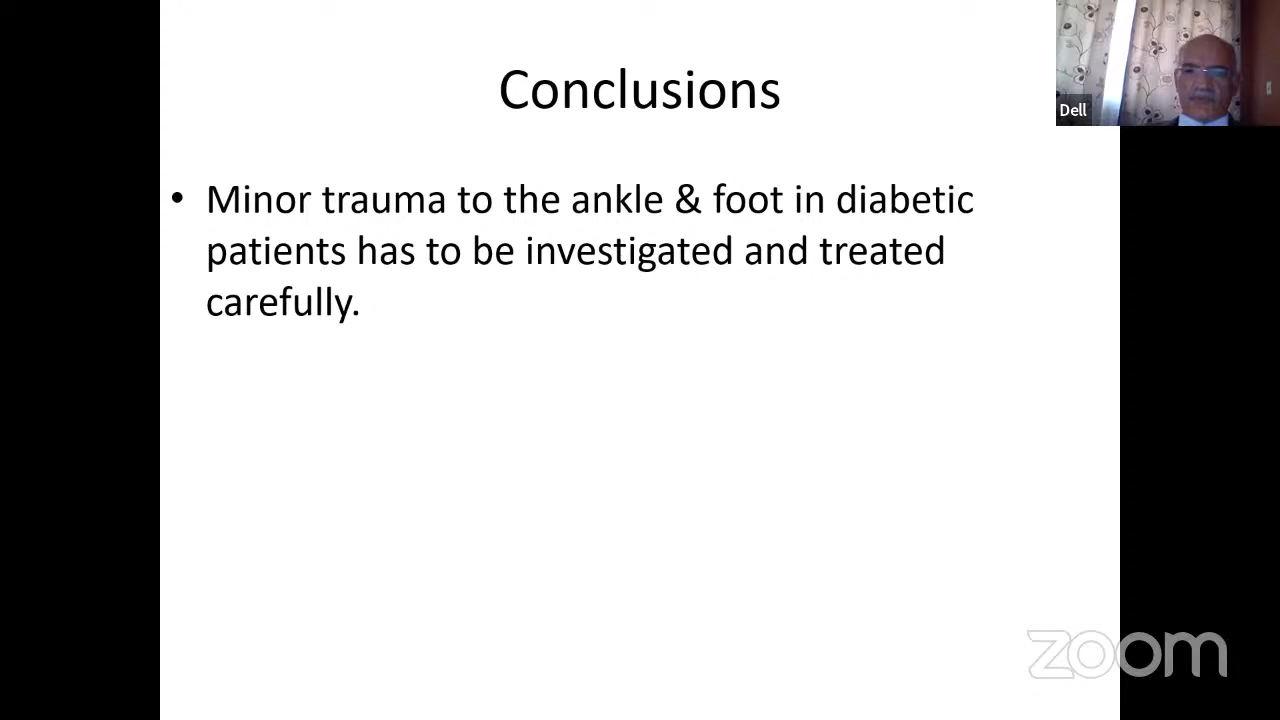 Conclusions
Dell
• Minor trauma to the ankle & foot in diabetic
patients has to be investigated and treated
carefully.
zoom